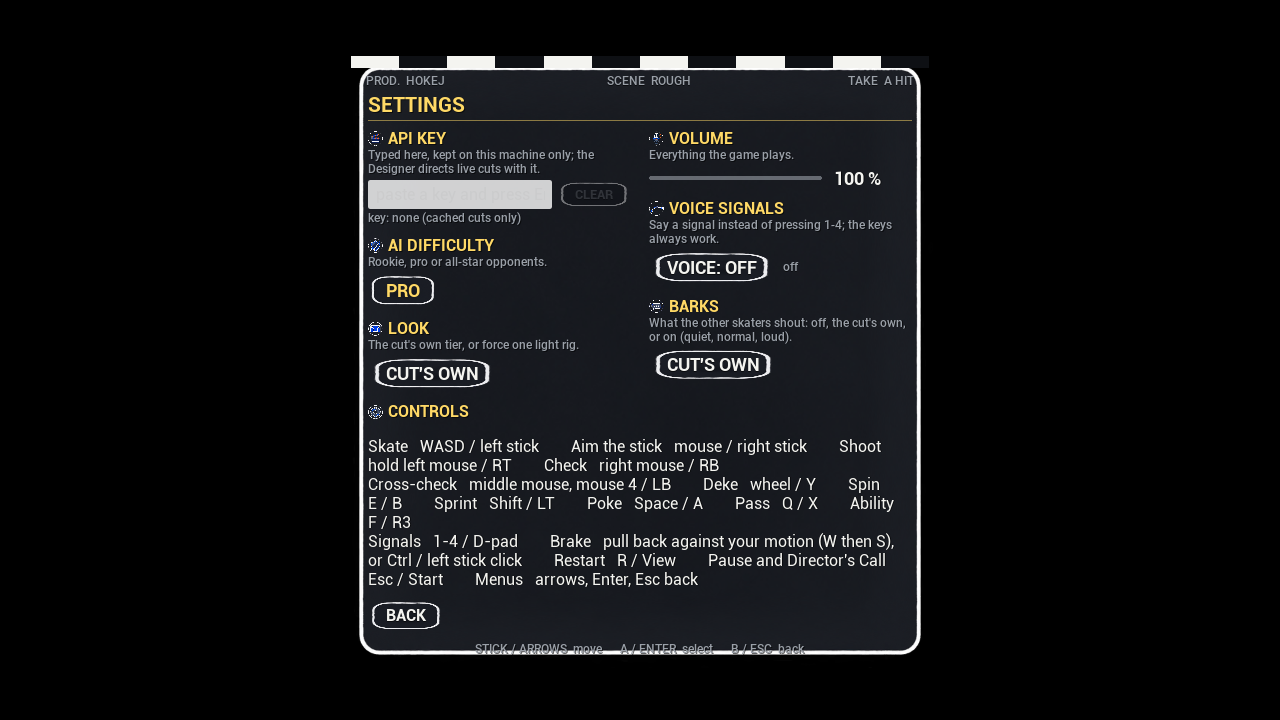 PROD. HOKEJ
SCENE ROUGH
TAKE A HIT
SETTINGS
API KEY
Typed here, kept on this machine only; the
Designer directs live cuts with it.
paste a key and press E
CLEAR
key: none (cached cuts only)
AI DIFFICULTY
Rookie, pro or all-star opponents.
PRO
LOOK
The cut's own tier, or force one light rig.
CUT'S OWN
VOLUME
Everything the game plays.
100 %
VOICE SIGNALS
Say a signal instead of pressing 1-4; the keys
always work.
VOICE: OFF
off
BARKS
What the other skaters shout: off, the cut's own,
or on (quiet, normal, loud).
CUT'S OWN
CONTROLS
Skate WASD / left stick Aim the stick mouse / right stick Shoot
hold left mouse / RT Check right mouse / RB
Cross-check middle mouse, mouse 4 / LB Deke wheel / Y Spin
E / B Sprint Shift / LT Poke Space / A Pass Q / X Ability
F / R3
Signals 1-4 / D-pad Brake pull back against your motion (W then S),
or Ctrl / left stick click Restart R / View Pause and Director's Call
Esc / Start Menus arrows, Enter, Esc back
BACK
STICK / ARROWS move A / ENTER select B / ESC back